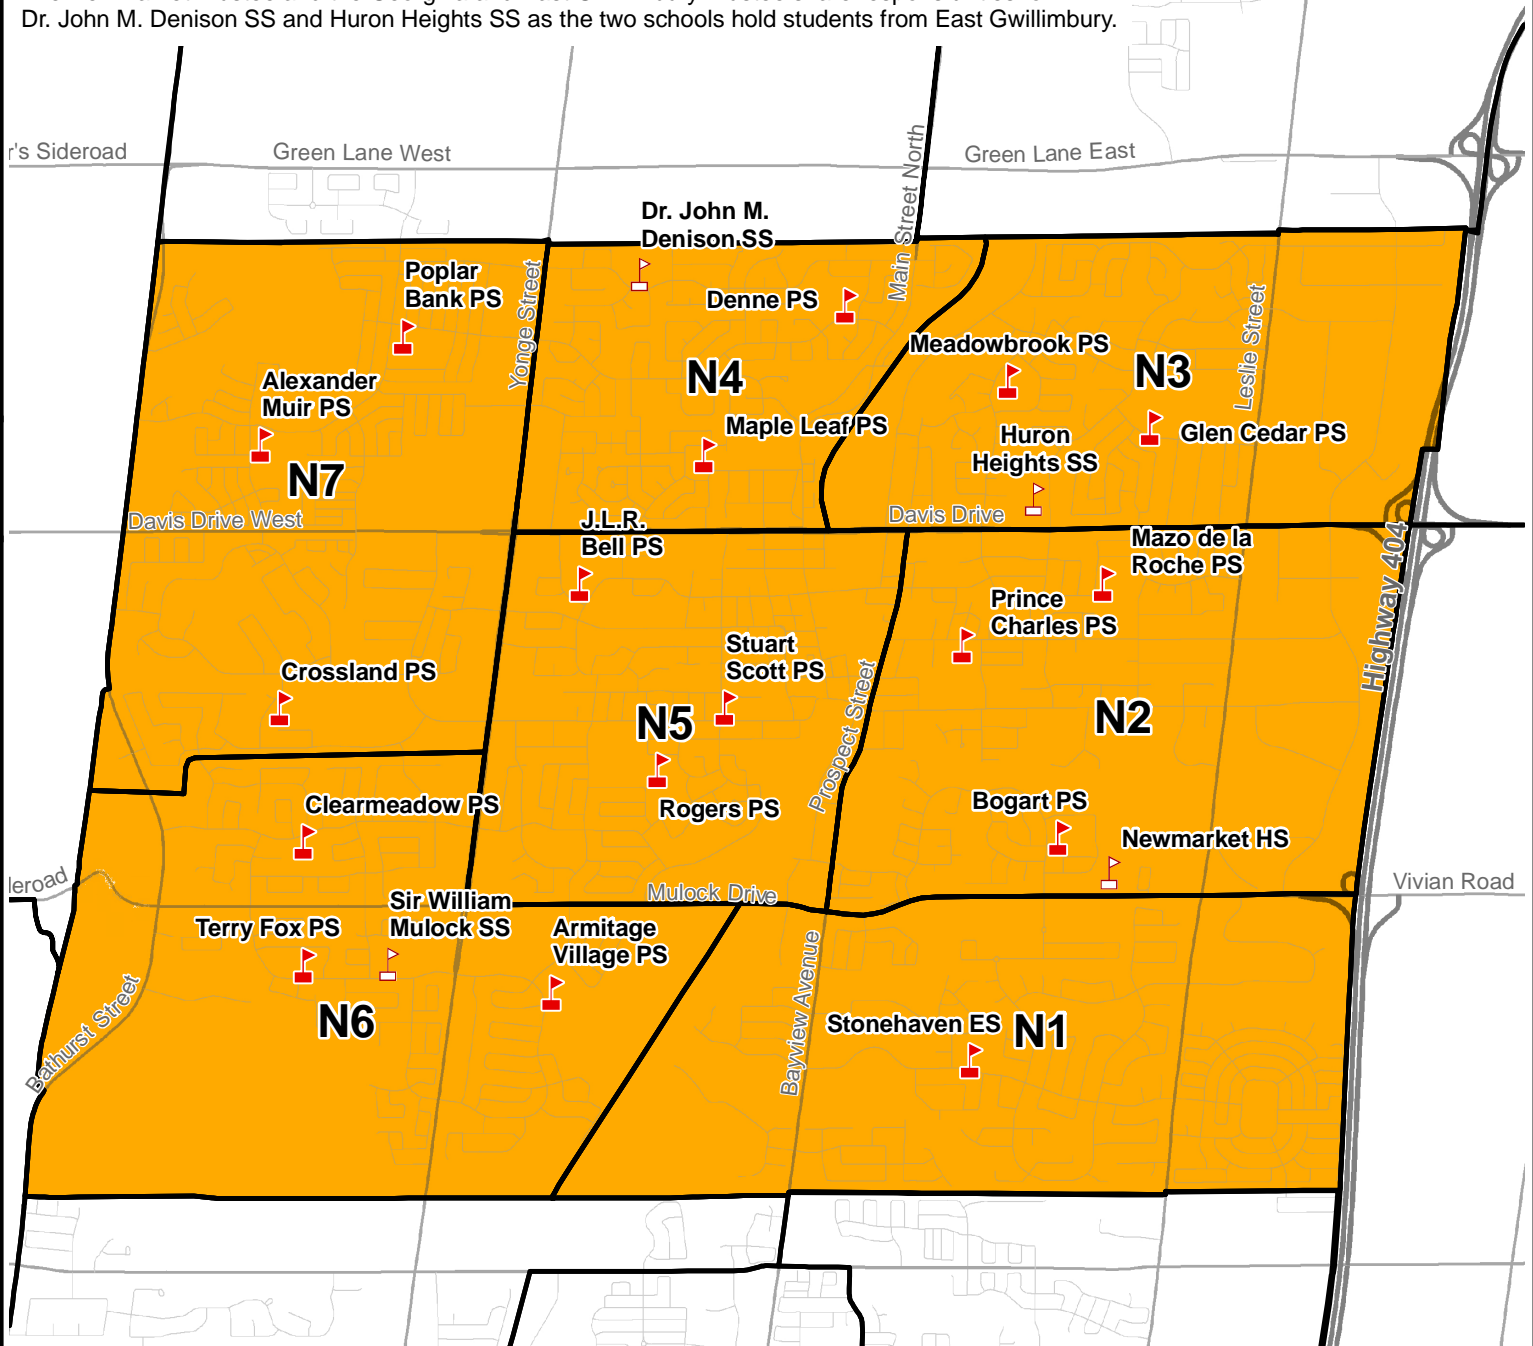 Dr. John M. Denison SS and Huron Heights SS as the two schools hold students from East Gwillimbury.
r's Sideroad
Green Lane West
Main Street North
Green Lane East
Dr. John M.
Denison SS
Poplar
Bank PS
Yonge Street
Denne PS
Leslie Street
Meadowbrook PS
N4
N3
Alexander
Muir PS
Maple Leaf PS
Glen Cedar PS
Huron
Heights SS
N7
Davis Drive West
J.L.R.
Bell PS
Davis Drive
Mazo de la
Roche PS
Highway 404
Prince
Charles PS
Stuart
Scott PS
Crossland PS
N5
Prospect Street
N2
Clearmeadow PS
Rogers PS
Bogart PS
Newmarket HS
leroad
Mulock Drive
Vivian Road
Sir William
Mulock SS
Terry Fox PS
Armitage
Village PS
Bathurst Street
N6
Bayview Avenue
Stonehaven ES
N1